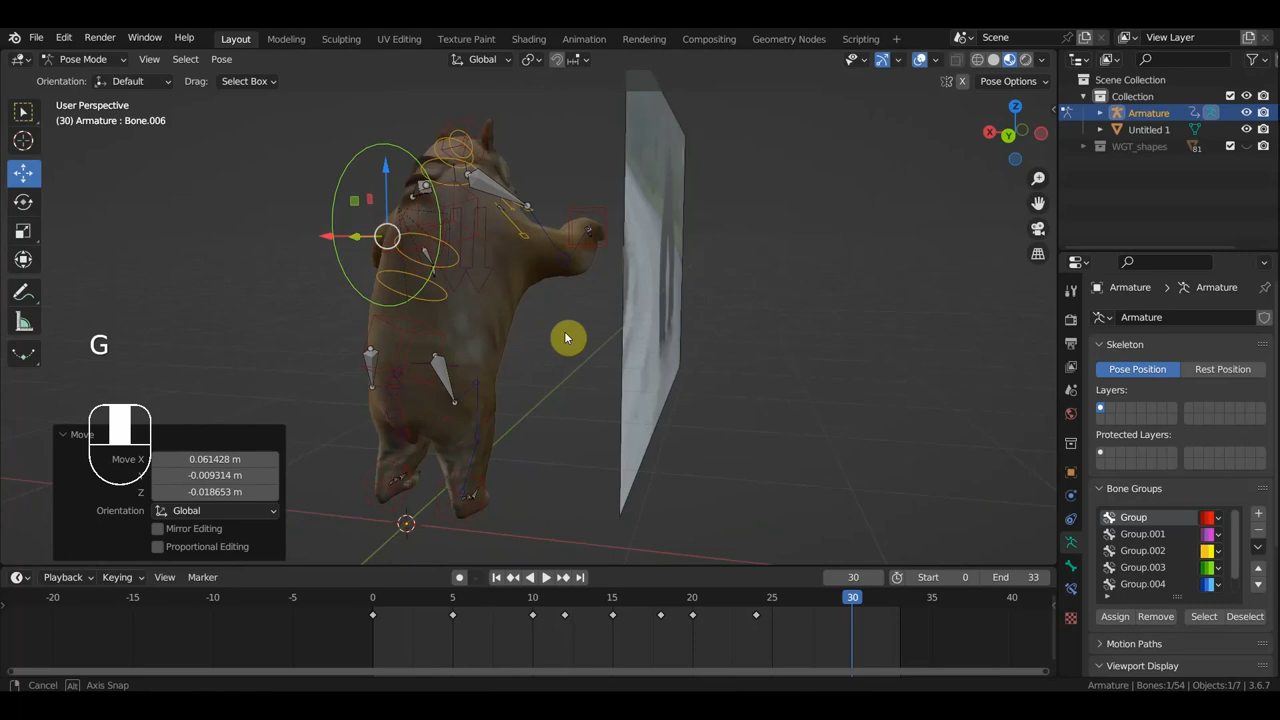 File Edit Render Window Help Layout Modeling Sculpting UV Editing Texture Paint Shading Animation Rendering Compositing Geometry Nodes Scripting + Scene View Layer
Pose Mode View Select Pose Global
Orientation: Default Drag: Select Box X Pose Options
User Perspective
(30) Armature : Bone.006
Z
X
Y
G
Move
Move X 0.061428 m
-0.009314 m
Z -0.018653 m
Orientation Global
Mirror Editing
Proportional Editing
Scene Collection
Collection
Armature
Untitled 1
WGT_shapes 81
Armature > Armature
Armature
Skeleton
Pose Position Rest Position
Layers:
Protected Layers:
Bone Groups
Group
Group.001
Group.002
Group.003
Group.004
Assign Remove Select Deselect
Motion Paths
Viewport Display
Playback Keying View Marker 30 Start 0 End 33
-20 -15 -10 -5 0 5 10 15 20 25 30 35 40
Cancel Alt Axis Snap Armature | Bones:1/54 | Objects:1/7 | 3.6.7